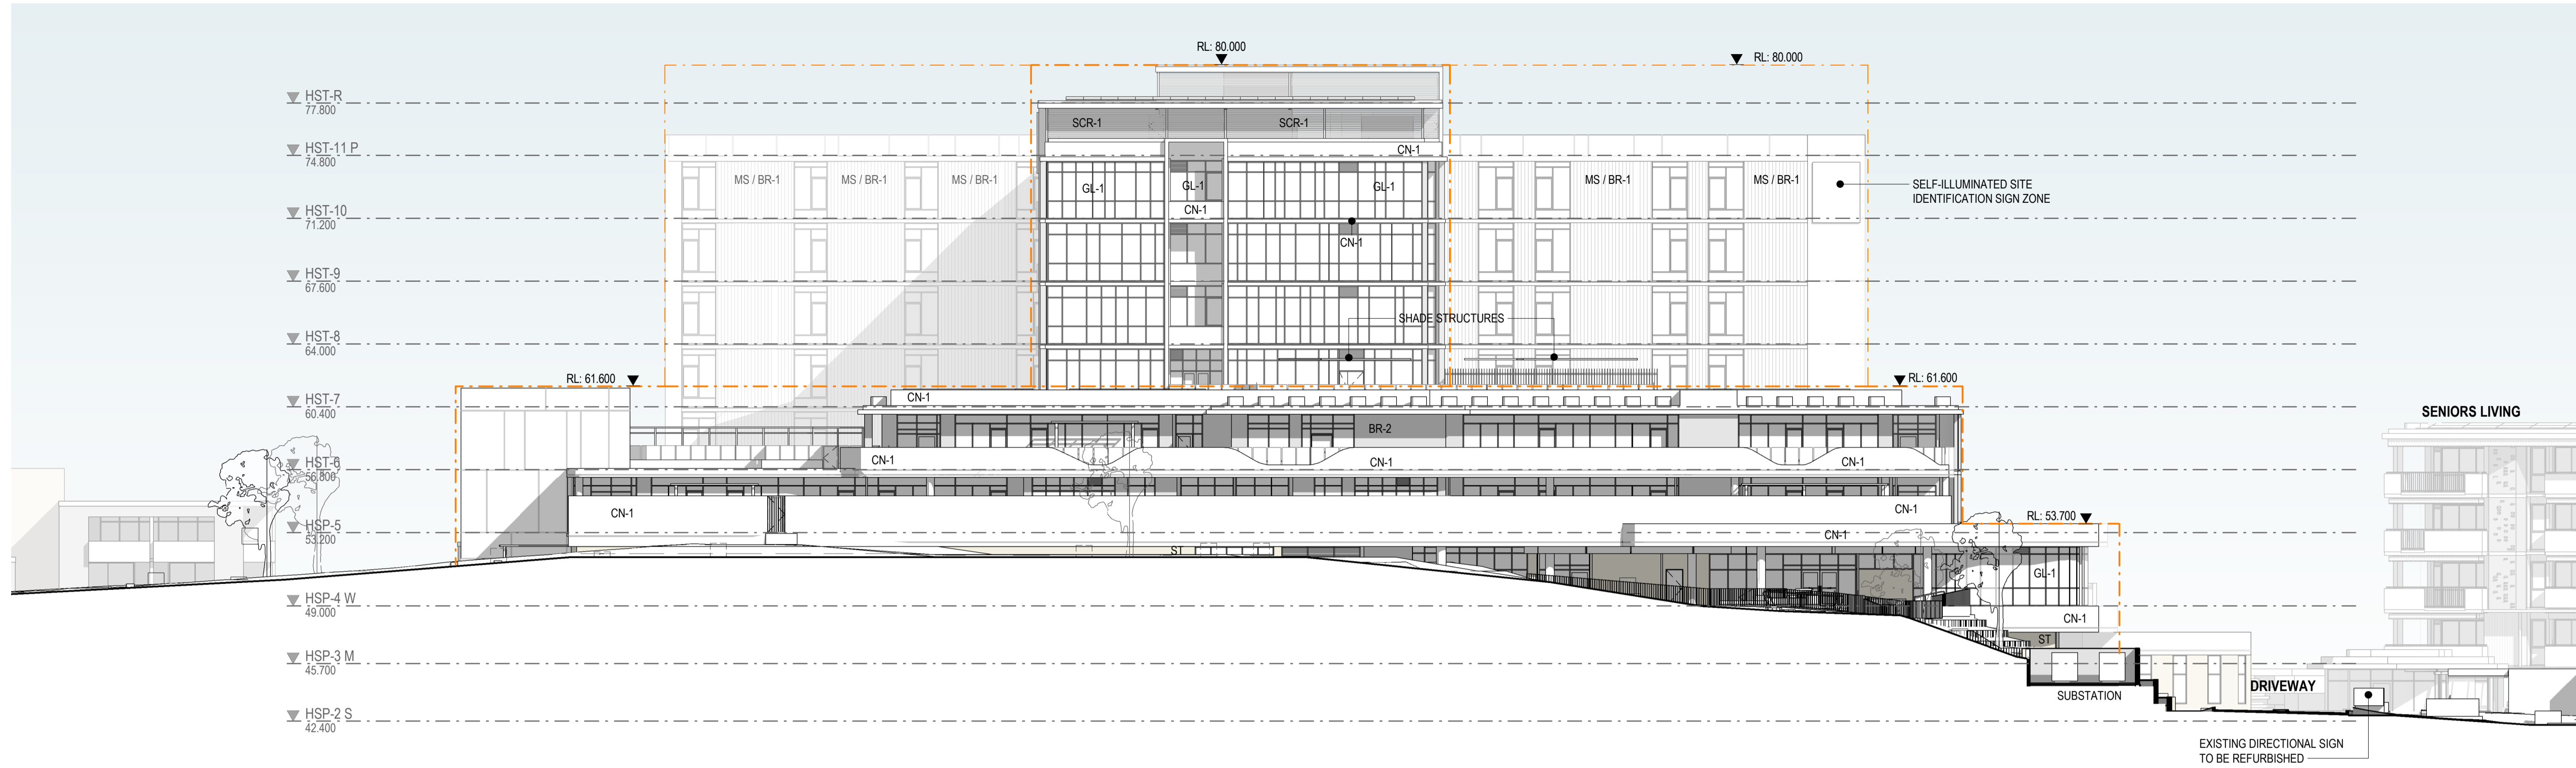 RL: 80.000
RL: 80.000
HST-R
77.800
SCR-1
SCR-1
HST-11 P
74.800
CN-1
MS / BR-1
MS / BR-1
MS / BR-1
GL-1
GL-1
GL-1
MS / BR-1
MS / BR-1
SELF-ILLUMINATED SITE
IDENTIFICATION SIGN ZONE
HST-10
71.200
CN-1
CN-1
HST-9
67.600
SHADE STRUCTURES
HST-8
64.000
RL: 61.600
RL: 61.600
HST-7
60.400
CN-1
SENIORS LIVING
BR-2
HST-6
56.800
CN-1
CN-1
CN-1
CN-1
CN-1
HSP-5
53.200
RL: 53.700
CN-1
ST
GL-1
HSP-4 W
49.000
CN-1
ST
HSP-3 M
45.700
DRIVEWAY
SUBSTATION
HSP-2 S
42.400
EXISTING DIRECTIONAL SIGN
TO BE REFURBISHED